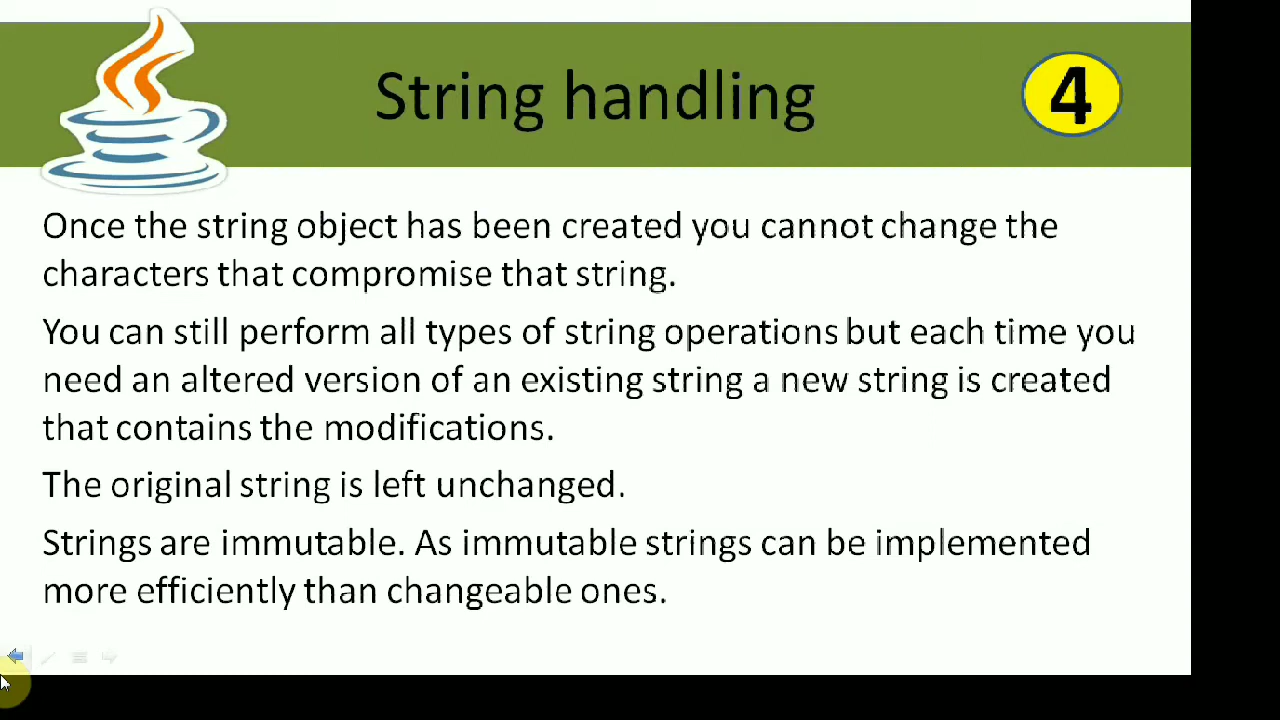 String handling
4
Once the string object has been created you cannot change the
characters that compromise that string.
You can still perform all types of string operations but each time you
need an altered version of an existing string a new string is created
that contains the modifications.
The original string is left unchanged.
Strings are immutable. As immutable strings can be implemented
more efficiently than changeable ones.